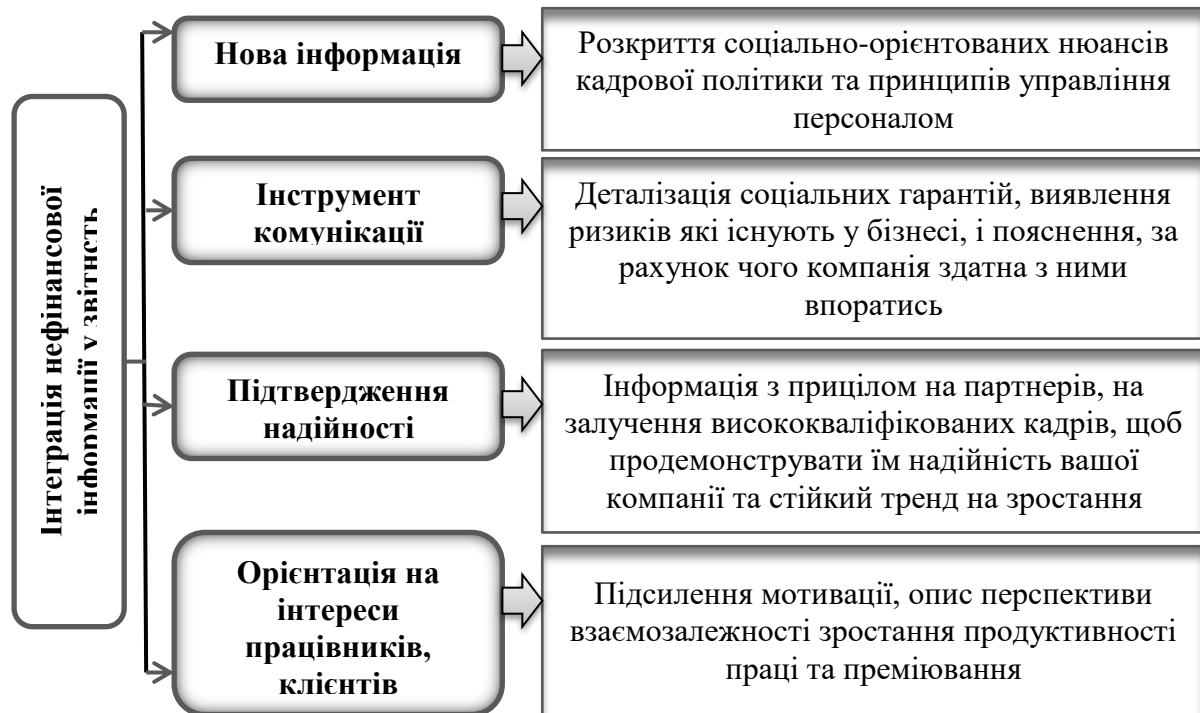 Інтеграція нефінансової
інформації у звітність
Нова інформація
Розкриття соціально-орієнтованих нюансів
кадрової політики та принципів управління
персоналом
Інструмент
комунікації
Деталізація соціальних гарантій, виявлення
ризиків які існують у бізнесі, і пояснення, за
рахунок чого компанія здатна з ними
впоратись
Підтвердження
надійності
Інформація з прицілом на партнерів, на
залучення висококваліфікованих кадрів, щоб
продемонструвати їм надійність вашої
компанії та стійкий тренд на зростання
Орієнтація на
інтереси
працівників,
клієнтів
Підсилення мотивації, опис перспективи
взаємозалежності зростання продуктивності
праці та преміювання